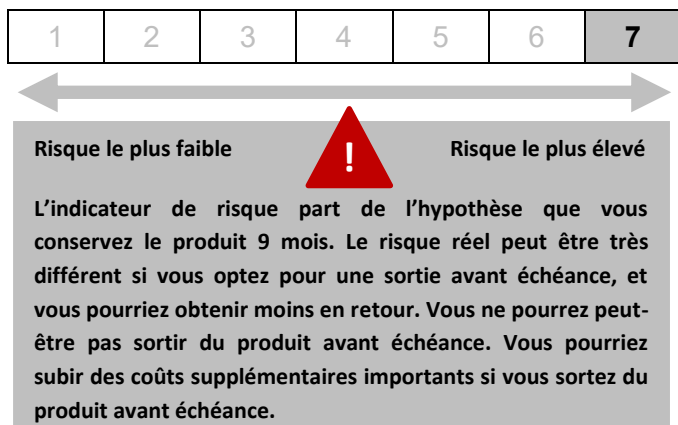 1 2 3 4 5 6 7
Risque le plus faible ! Risque le plus élevé
L’indicateur de risque part de l’hypothèse que vous
conservez le produit 9 mois. Le risque réel peut être très
différent si vous optez pour une sortie avant échéance, et
vous pourriez obtenir moins en retour. Vous ne pourrez peut-
être pas sortir du produit avant échéance. Vous pourriez
subir des coûts supplémentaires importants si vous sortez du
produit avant échéance.